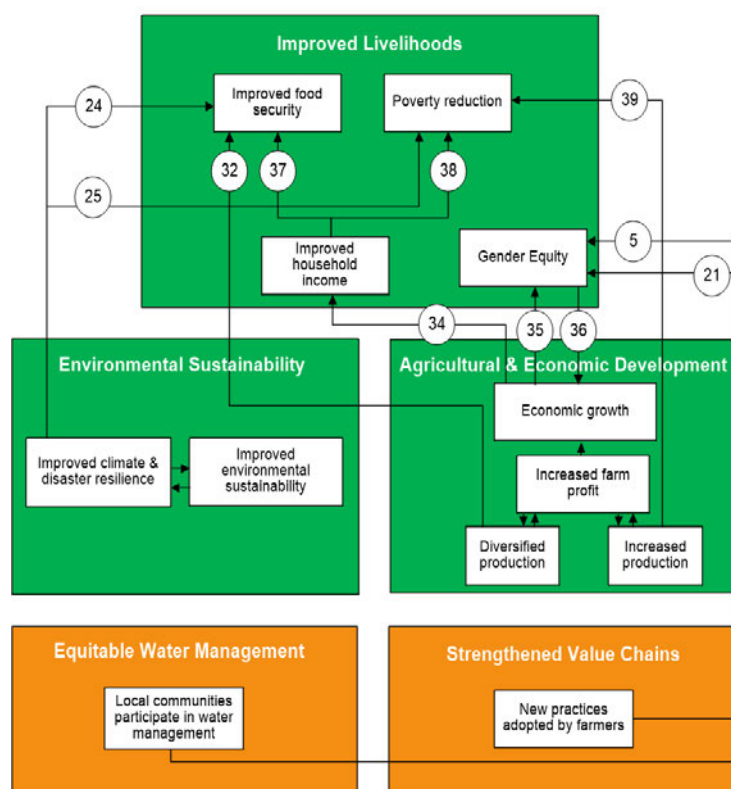 Improved Livelihoods
24
Improved food
security
Poverty reduction
39
32
37
38
25
Improved
household
income
Gender Equity
5
21
34
35
36
Environmental Sustainability
Agricultural & Economic Development
Economic growth
Improved climate &
disaster resilience
Improved
environmental
sustainability
Increased farm
profit
Diversified
production
Increased
production
Equitable Water Management
Strengthened Value Chains
Local communities
participate in water
management
New practices
adopted by farmers